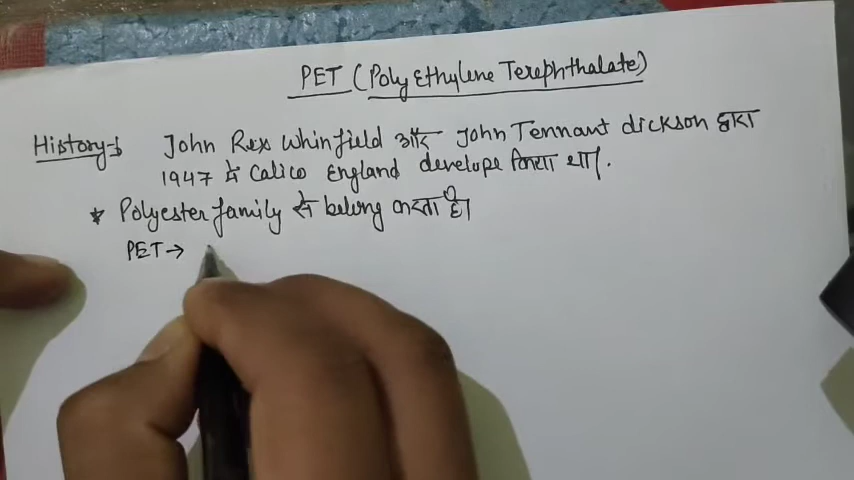 PET (Poly Ethylene Terephthalate)
History → John Rex Whinfield और John Tennant dickson द्वारा
1947 में Calico England develope किया था।
* Polyester family से belong करता है।
PET →